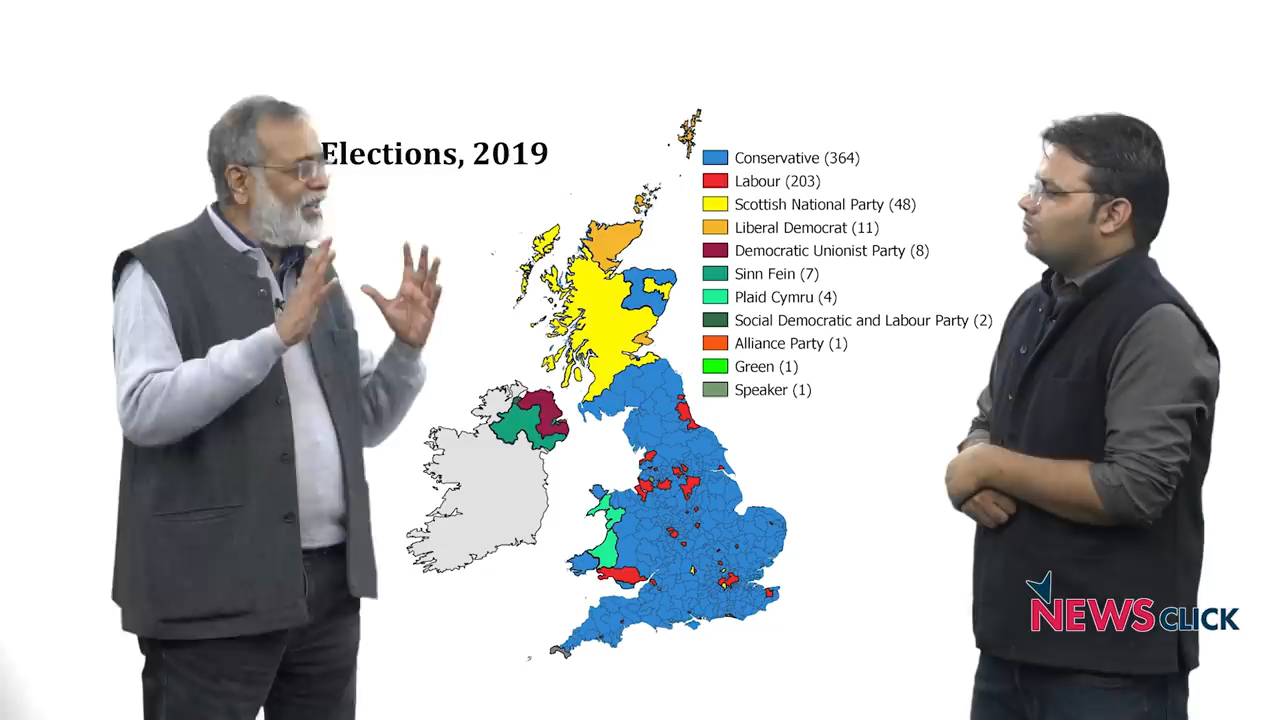 Elections, 2019
Conservative (364)
Labour (203)
Scottish National Party (48)
Liberal Democrat (11)
Democratic Unionist Party (8)
Sinn Fein (7)
Plaid Cymru (4)
Social Democratic and Labour Party (2)
Alliance Party (1)
Green (1)
Speaker (1)
NEWSCLICK